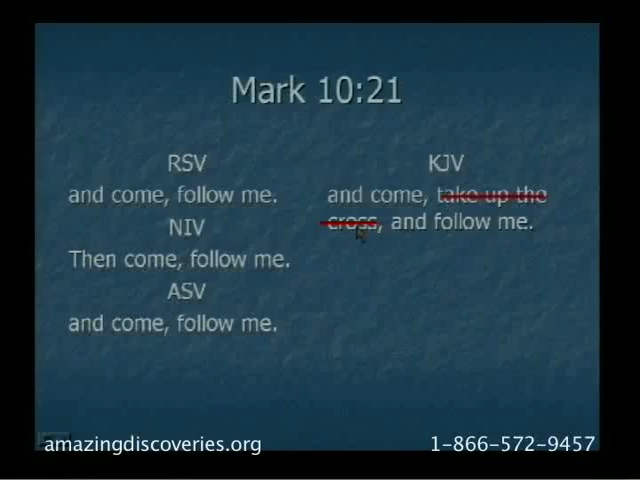 Mark 10:21
RSV
and come, follow me.
NIV
Then come, follow me.
ASV
and come, follow me.
KJV
and come, take up the
cross, and follow me.
amazingdiscoveries.org
1-866-572-9457